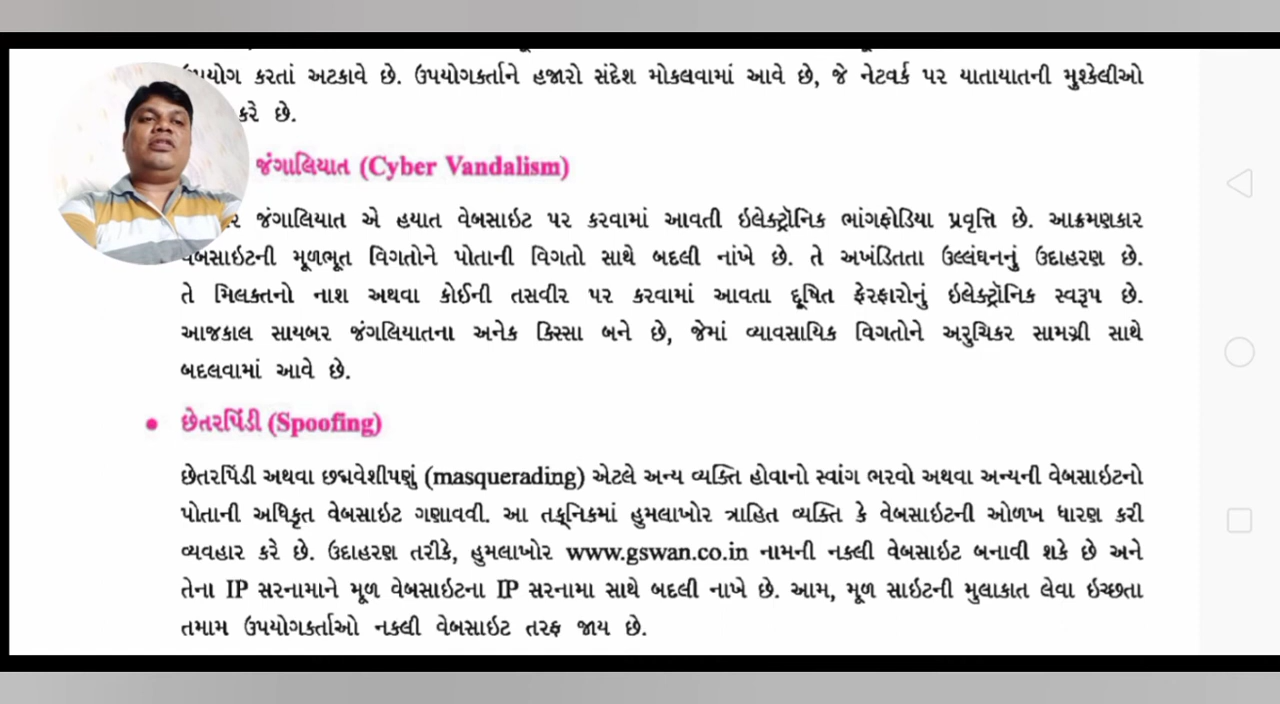 કરતાં અટકાવે છે. ઉપયોગકર્તાને હજારો સંદેશ મોકલવામાં આવે છે, જે નેટવર્ક પર યાતાયાતની મુશ્કેલીઓ
કરે છે.
જંગાલિયાત (Cyber Vandalism)
જંગાલિયાત એ હયાત વેબસાઇટ પર કરવામાં આવતી ઇલેક્ટ્રૉનિક ભાંગફોડિયા પ્રવૃત્તિ છે. આક્રમણકાર
વેબસાઇટની મૂળભૂત વિગતોને પોતાની વિગતો સાથે બદલી નાંખે છે. તે અખંડિતતા ઉલ્લંઘનનું ઉદાહરણ છે.
તે મિલકતનો નાશ અથવા કોઈની તસવીર પર કરવામાં આવતા દૂષિત ફેરફારોનું ઇલેક્ટ્રૉનિક સ્વરૂપ છે.
આજકાલ સાયબર જંગલિયાતના અનેક કિસ્સા બને છે, જેમાં વ્યાવસાયિક વિગતોને અરુચિકર સામગ્રી સાથે
બદલવામાં આવે છે.
• છેતરપિંડી (Spoofing)
છેતરપિંડી અથવા છદ્મવેશીપણું (masquerading) એટલે અન્ય વ્યક્તિ હોવાનો સ્વાંગ ભરવો અથવા અન્યની વેબસાઇટનો
પોતાની અધિકૃત વેબસાઇટ ગણાવવી. આ તકનિકમાં હુમલાખોર ત્રાહિત વ્યક્તિ કે વેબસાઇટની ઓળખ ધારણ કરી
વ્યવહાર કરે છે. ઉદાહરણ તરીકે, હુમલાખોર www.gswan.co.in નામની નકલી વેબસાઇટ બનાવી શકે છે અને
તેના IP સરનામાને મૂળ વેબસાઇટના IP સરનામા સાથે બદલી નાખે છે. આમ, મૂળ સાઇટની મુલાકાત લેવા ઇચ્છતા
તમામ ઉપયોગકર્તાઓ નકલી વેબસાઇટ તરફ જાય છે.